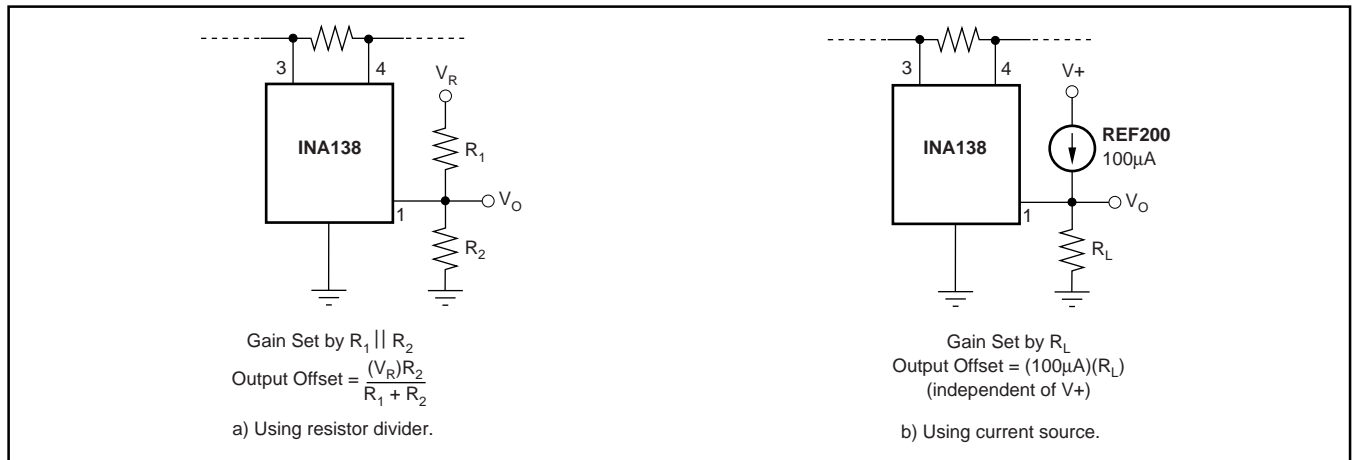 3
4
V_R
INA138
R_1
1
V_O
R_2
Gain Set by R_1 || R_2
Output Offset = (V_R)R_2 / R_1 + R_2
a) Using resistor divider.
3
4
V+
INA138
REF200
100µA
1
V_O
R_L
Gain Set by R_L
Output Offset = (100µA)(R_L)
(independent of V+)
b) Using current source.